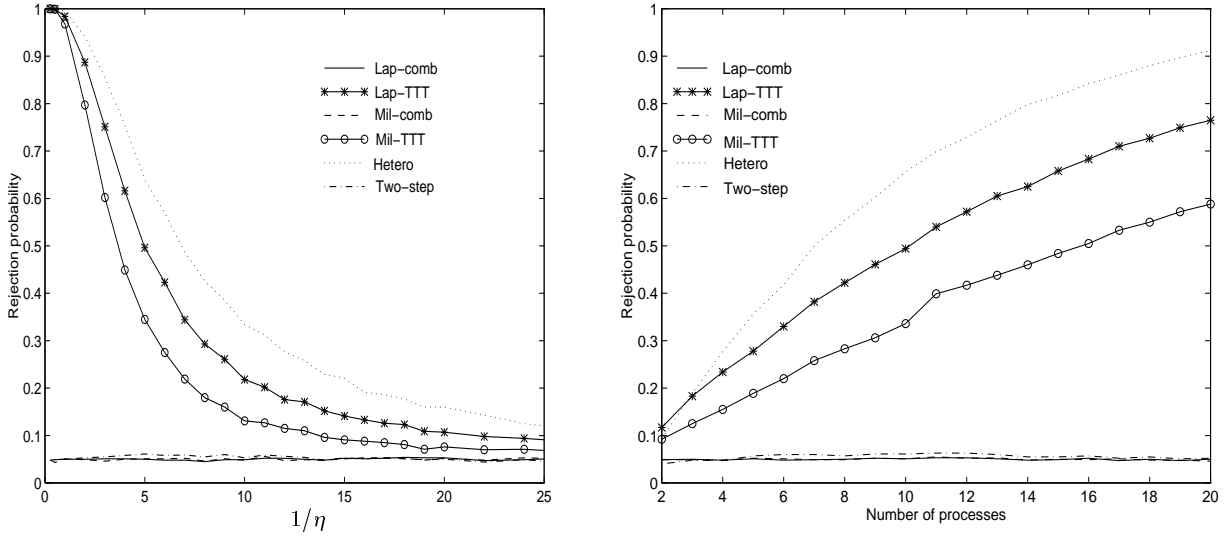 1
0.9
0.8
0.7
0.6
0.5
0.4
0.3
0.2
0.1
0
Rejection probability
Lap−comb
Lap−TTT
Mil−comb
Mil−TTT
Hetero
Two−step
0 5 10 15 20 25
1/η
1
0.9
0.8
0.7
0.6
0.5
0.4
0.3
0.2
0.1
0
Rejection probability
Lap−comb
Lap−TTT
Mil−comb
Mil−TTT
Hetero
Two−step
2 4 6 8 10 12 14 16 18 20
Number of processes